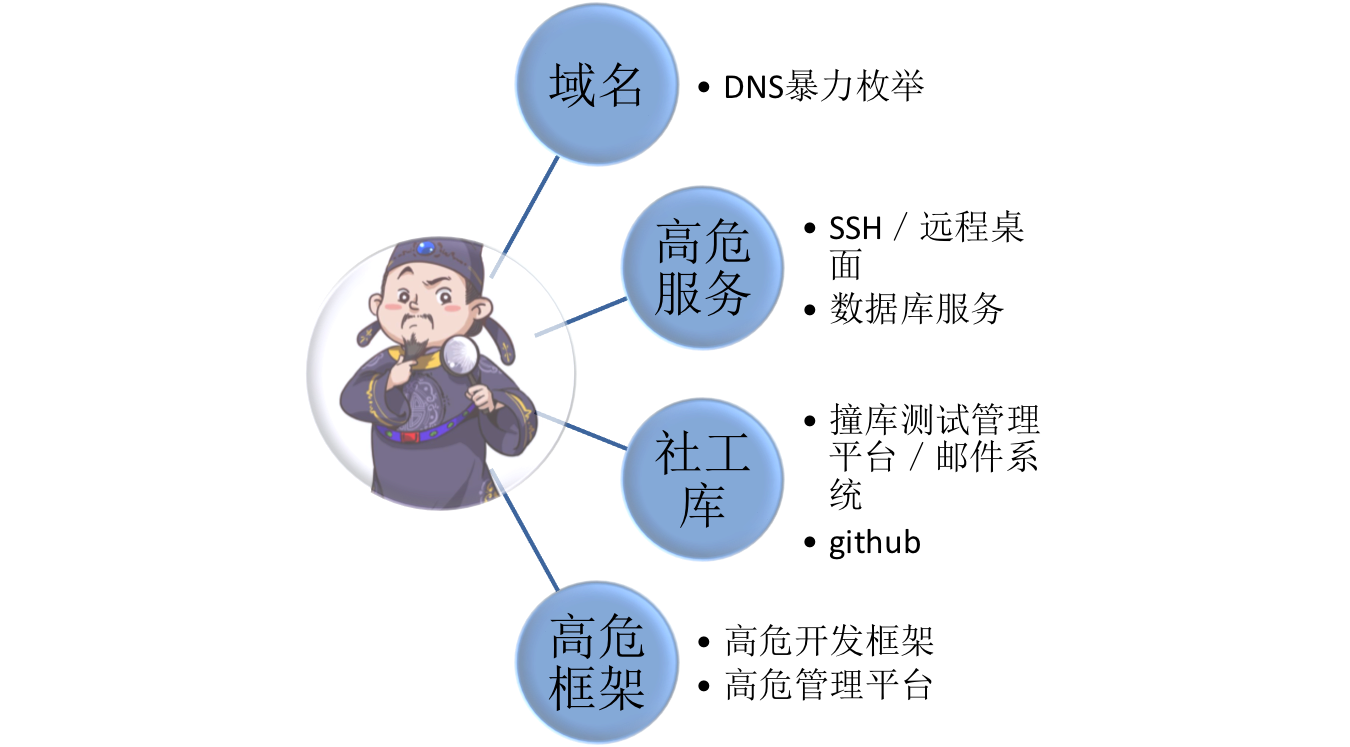 域名
• DNS暴力枚举
高危
服务
• SSH / 远程桌
面
• 数据库服务
社工
库
• 撞库测试管理
平台 / 邮件系
统
• github
高危
框架
• 高危开发框架
• 高危管理平台